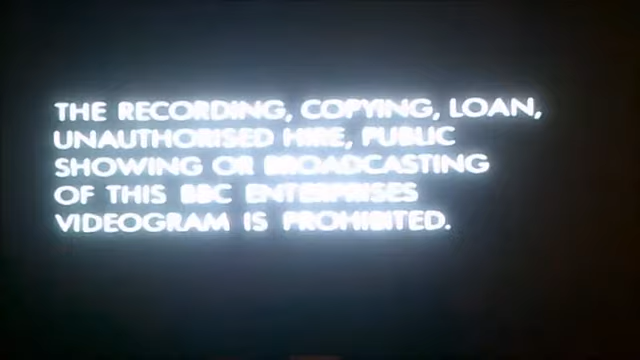 THE RECORDING, COPYING, LOAN,
UNAUTHORISED HIRE, PUBLIC
SHOWING OR BROADCASTING
OF THIS BBC ENTERPRISES
VIDEOGRAM IS PROHIBITED.